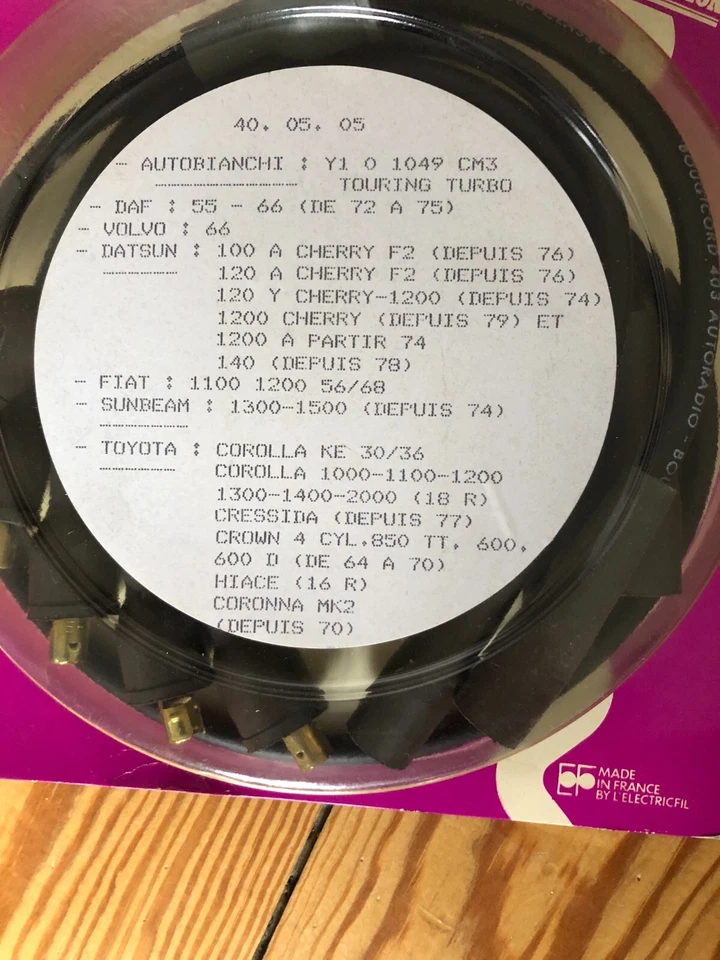 40. 05. 05
- AUTOBIANCHI : Y1 0 1049 CM3
TOURING TURBO
- DAF : 55 - 66 (DE 72 A 75)
- VOLVO : 66
- DATSUN : 100 A CHERRY F2 (DEPUIS 76)
120 A CHERRY F2 (DEPUIS 76)
120 Y CHERRY-1200 (DEPUIS 74)
1200 CHERRY (DEPUIS 79) ET
1200 A PARTIR 74
140 (DEPUIS 78)
- FIAT : 1100 1200 56/68
- SUNBEAM : 1300-1500 (DEPUIS 74)
- TOYOTA : COROLLA KE 30/36
COROLLA 1000-1100-1200
1300-1400-2000 (18 R)
CRESSIDA (DEPUIS 77)
CROWN 4 CYL.850 TT. 600.
600 D (DE 64 A 70)
HIACE (16 R)
CORONNA MK2
(DEPUIS 70)
AUTORADIO -
MADE
IN FRANCE
BY L'ELECTRICFIL